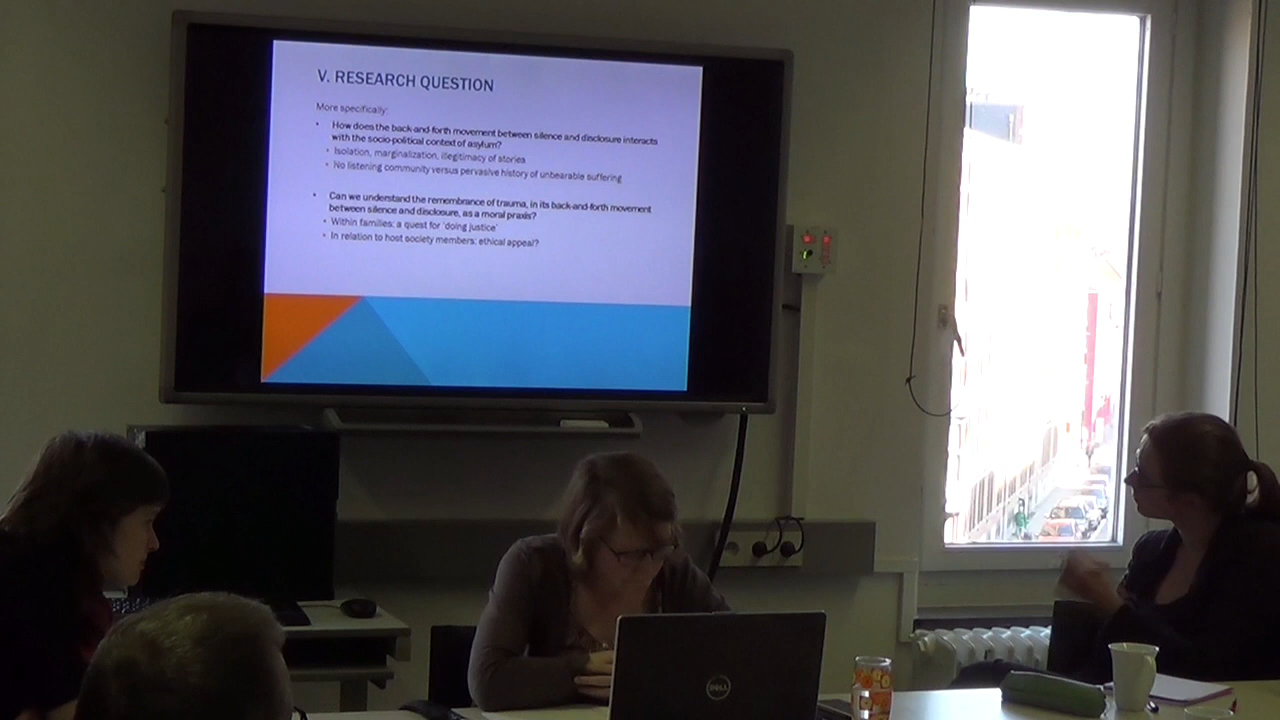 V. RESEARCH QUESTION
More specifically:
• How does the back-and-forth movement between silence and disclosure interacts
with the socio-political context of asylum?
• Isolation, marginalization, illegitimacy of stories
• No listening community versus pervasive history of unbearable suffering
• Can we understand the remembrance of trauma, in its back-and-forth movement
between silence and disclosure, as a moral praxis?
• Within families: a quest for 'doing justice'
• In relation to host society members: ethical appeal?
DELL